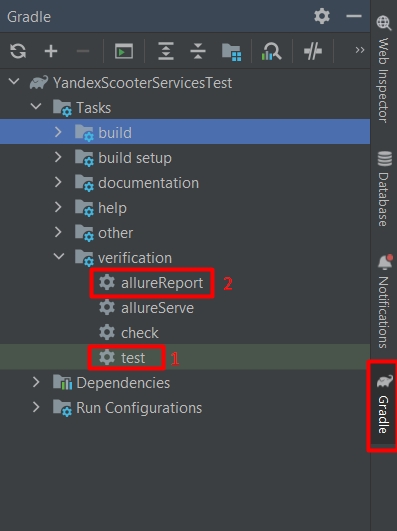 Gradle
YandexScooterServicesTest
Tasks
build
build setup
documentation
help
other
verification
allureReport 2
allureServe
check
test 1
Dependencies
Run Configurations
Web Inspector
Database
Notifications
Gradle